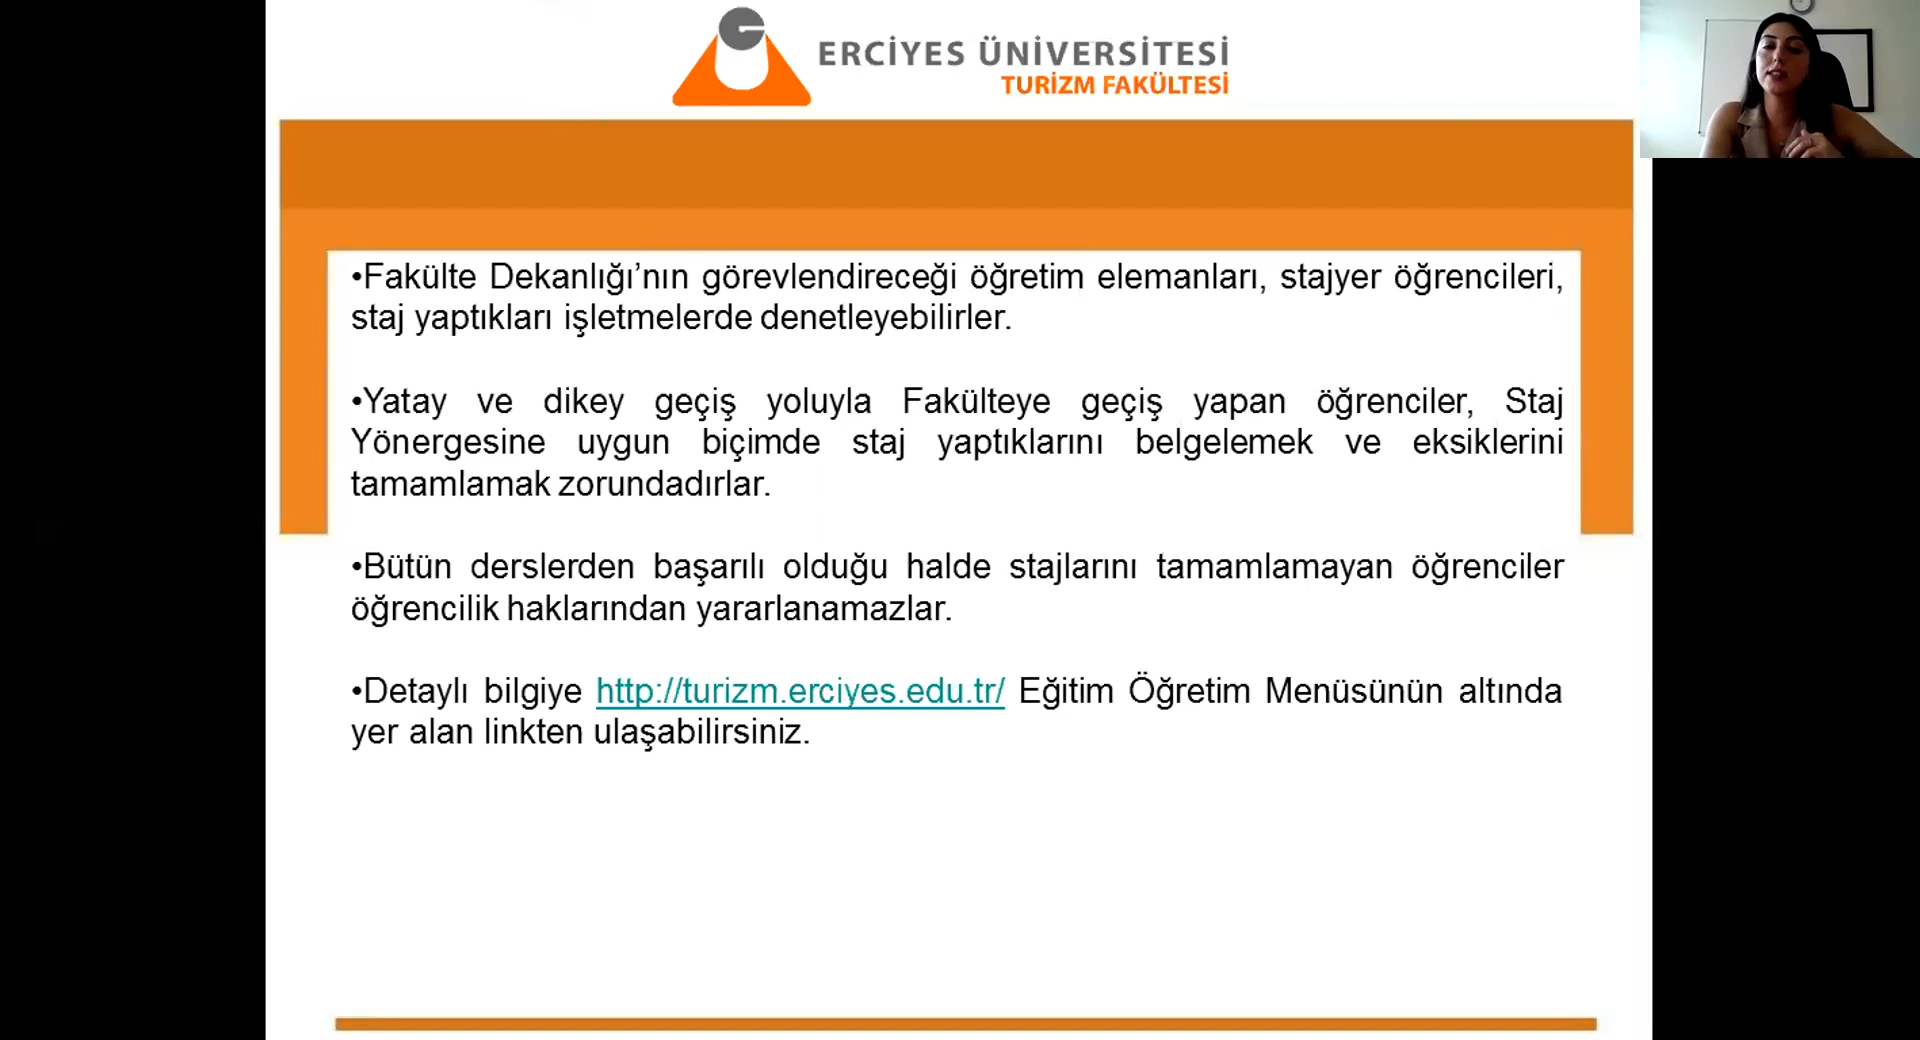 ERCİYES ÜNİVERSİTESİ
TURİZM FAKÜLTESİ
•Fakülte Dekanlığı’nın görevlendireceği öğretim elemanları, stajyer öğrencileri,
staj yaptıkları işletmelerde denetleyebilirler.
•Yatay ve dikey geçiş yoluyla Fakülteye geçiş yapan öğrenciler, Staj
Yönergesine uygun biçimde staj yaptıklarını belgelemek ve eksiklerini
tamamlamak zorundadırlar.
•Bütün derslerden başarılı olduğu halde stajlarını tamamlamayan öğrenciler
öğrencilik haklarından yararlanamazlar.
•Detaylı bilgiye http://turizm.erciyes.edu.tr/ Eğitim Öğretim Menüsünün altında
yer alan linkten ulaşabilirsiniz.